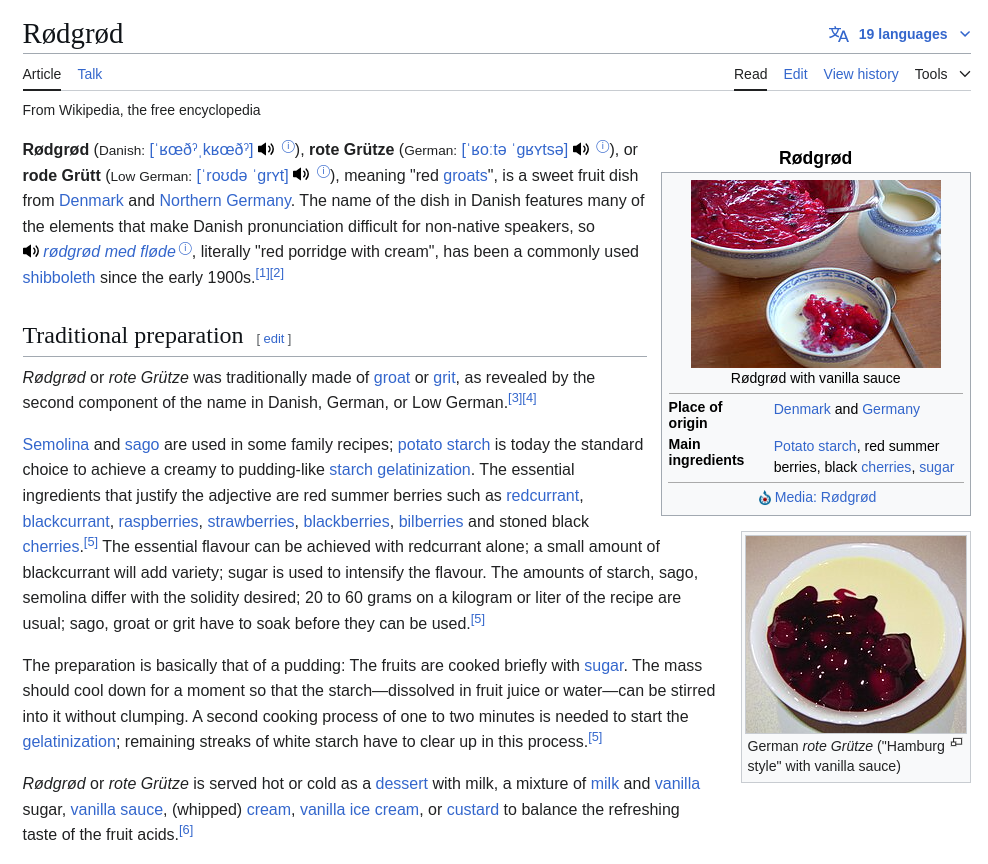 Rødgrød
19 languages
Article Talk
Read Edit View history Tools
From Wikipedia, the free encyclopedia
Rødgrød (Danish: [ˈʁœðˀˌkʁœðˀ] ⓘ), rote Grütze (German: [ˈʁoːtə ˈɡʁʏtsə] ⓘ), or
rode Grütt (Low German: [ˈroʊdə ˈɡrʏt] ⓘ), meaning "red groats", is a sweet fruit dish
from Denmark and Northern Germany. The name of the dish in Danish features many of
the elements that make Danish pronunciation difficult for non-native speakers, so
rødgrød med fløde ⓘ, literally "red porridge with cream", has been a commonly used
shibboleth since the early 1900s.[1][2]
Traditional preparation [ edit ]
Rødgrød or rote Grütze was traditionally made of groat or grit, as revealed by the
second component of the name in Danish, German, or Low German.[3][4]
Semolina and sago are used in some family recipes; potato starch is today the standard
choice to achieve a creamy to pudding-like starch gelatinization. The essential
ingredients that justify the adjective are red summer berries such as redcurrant,
blackcurrant, raspberries, strawberries, blackberries, bilberries and stoned black
cherries.[5] The essential flavour can be achieved with redcurrant alone; a small amount of
blackcurrant will add variety; sugar is used to intensify the flavour. The amounts of starch, sago,
semolina differ with the solidity desired; 20 to 60 grams on a kilogram or liter of the recipe are
usual; sago, groat or grit have to soak before they can be used.[5]
The preparation is basically that of a pudding: The fruits are cooked briefly with sugar. The mass
should cool down for a moment so that the starch—dissolved in fruit juice or water—can be stirred
into it without clumping. A second cooking process of one to two minutes is needed to start the
gelatinization; remaining streaks of white starch have to clear up in this process.[5]
Rødgrød or rote Grütze is served hot or cold as a dessert with milk, a mixture of milk and vanilla
sugar, vanilla sauce, (whipped) cream, vanilla ice cream, or custard to balance the refreshing
taste of the fruit acids.[6]
Rødgrød
Rødgrød with vanilla sauce
Place of origin Denmark and Germany
Main ingredients Potato starch, red summer
berries, black cherries, sugar
Media: Rødgrød
German rote Grütze ("Hamburg
style" with vanilla sauce)